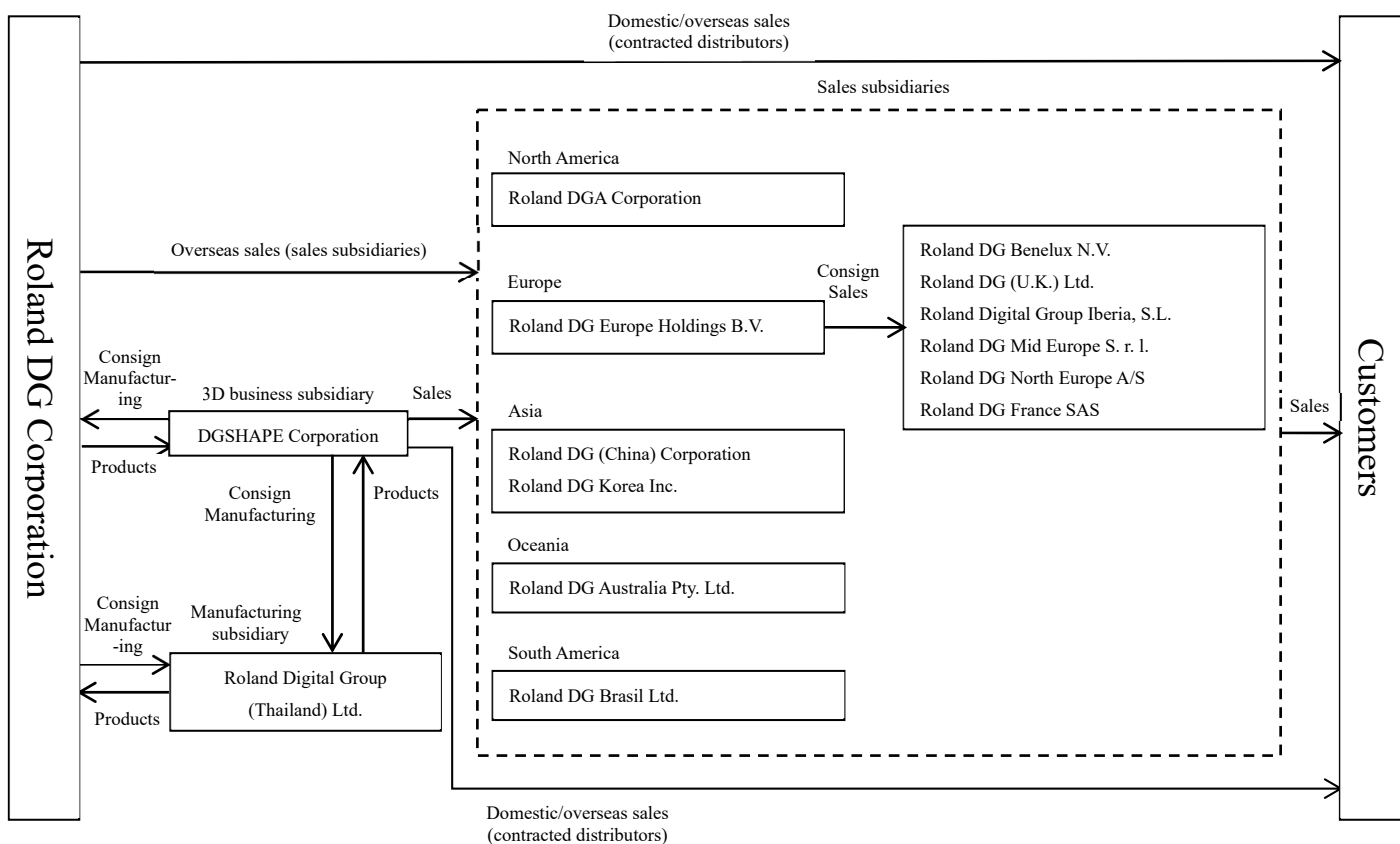 Domestic/overseas sales
(contracted distributors)
Sales subsidiaries
Roland DG Corporation
Overseas sales (sales subsidiaries)
Consign
Manufactur-
ing
3D business subsidiary
DGSHAPE Corporation
Products
Sales
Consign
Manufacturing
Products
Consign
Manufactur
-ing
Manufacturing
subsidiary
Roland Digital Group
(Thailand) Ltd.
Products
North America
Roland DGA Corporation
Europe
Roland DG Europe Holdings B.V.
Consign
Sales
Roland DG Benelux N.V.
Roland DG (U.K.) Ltd.
Roland Digital Group Iberia, S.L.
Roland DG Mid Europe S. r. l.
Roland DG North Europe A/S
Roland DG France SAS
Asia
Roland DG (China) Corporation
Roland DG Korea Inc.
Oceania
Roland DG Australia Pty. Ltd.
South America
Roland DG Brasil Ltd.
Sales
Customers
Domestic/overseas sales
(contracted distributors)